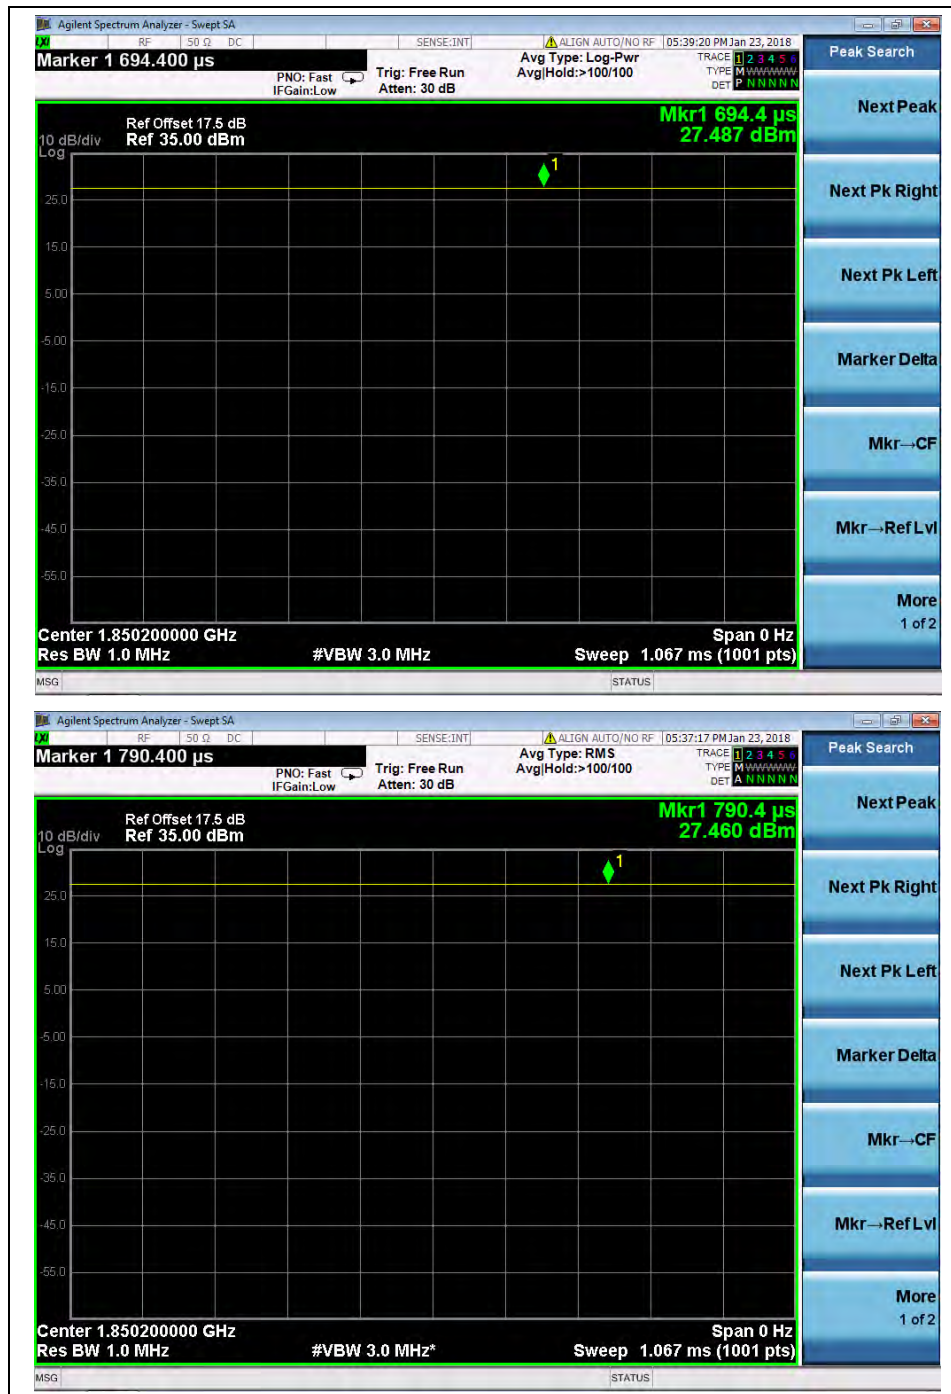 Agilent Spectrum Analyzer - Swept SA
LXI RF 50 Ω DC SENSE:INT ALIGN AUTO/NO RF 05:39:20 PM Jan 23, 2018
Marker 1 694.400 µs
PNO: Fast
IFGain:Low
Trig: Free Run
Atten: 30 dB
Avg Type: Log-Pwr
Avg|Hold:>100/100
TRACE 1 2 3 4 5 6
TYPE M WWWWW
DET P N N N N N
Peak Search
Mkr1 694.4 µs
27.487 dBm
Ref Offset 17.5 dB
10 dB/div Ref 35.00 dBm
Log
1
25.0
15.0
5.00
-5.00
-15.0
-25.0
-35.0
-45.0
-55.0
Center 1.850200000 GHz Span 0 Hz
Res BW 1.0 MHz #VBW 3.0 MHz Sweep 1.067 ms (1001 pts)
MSG STATUS
Next Peak
Next Pk Right
Next Pk Left
Marker Delta
Mkr→CF
Mkr→Ref Lvl
More
1 of 2
Agilent Spectrum Analyzer - Swept SA
LXI RF 50 Ω DC SENSE:INT ALIGN AUTO/NO RF 05:37:17 PM Jan 23, 2018
Marker 1 790.400 µs
PNO: Fast
IFGain:Low
Trig: Free Run
Atten: 30 dB
Avg Type: RMS
Avg|Hold:>100/100
TRACE 1 2 3 4 5 6
TYPE M WWWWW
DET A N N N N N
Peak Search
Mkr1 790.4 µs
27.460 dBm
Ref Offset 17.5 dB
10 dB/div Ref 35.00 dBm
Log
1
25.0
15.0
5.00
-5.00
-15.0
-25.0
-35.0
-45.0
-55.0
Center 1.850200000 GHz Span 0 Hz
Res BW 1.0 MHz #VBW 3.0 MHz* Sweep 1.067 ms (1001 pts)
MSG STATUS
Next Peak
Next Pk Right
Next Pk Left
Marker Delta
Mkr→CF
Mkr→Ref Lvl
More
1 of 2